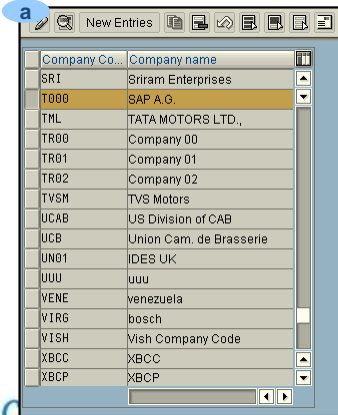 a
New Entries
Company Co... Company name
SRI Sriram Enterprises
T000 SAP A.G.
TML TATA MOTORS LTD.,
TR00 Company 00
TR01 Company 01
TR02 Company 02
TVSM TVS Motors
UCAB US Division of CAB
UCB Union Cam. de Brasserie
UN01 IDES UK
UUU uuu
VENE venezuela
VIRG bosch
VISH Vish Company Code
XBCC XBCC
XBCP XBCP